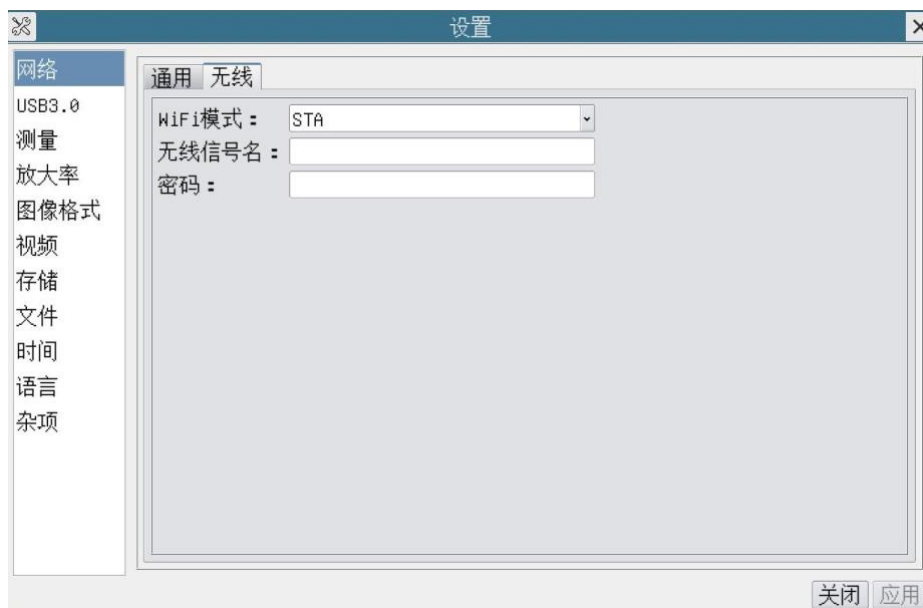 设置
网络
USB3.0
测量
放大率
图像格式
视频
存储
文件
时间
语言
杂项
通用 无线
WiFi模式： STA
无线信号名：
密码：
关闭 应用